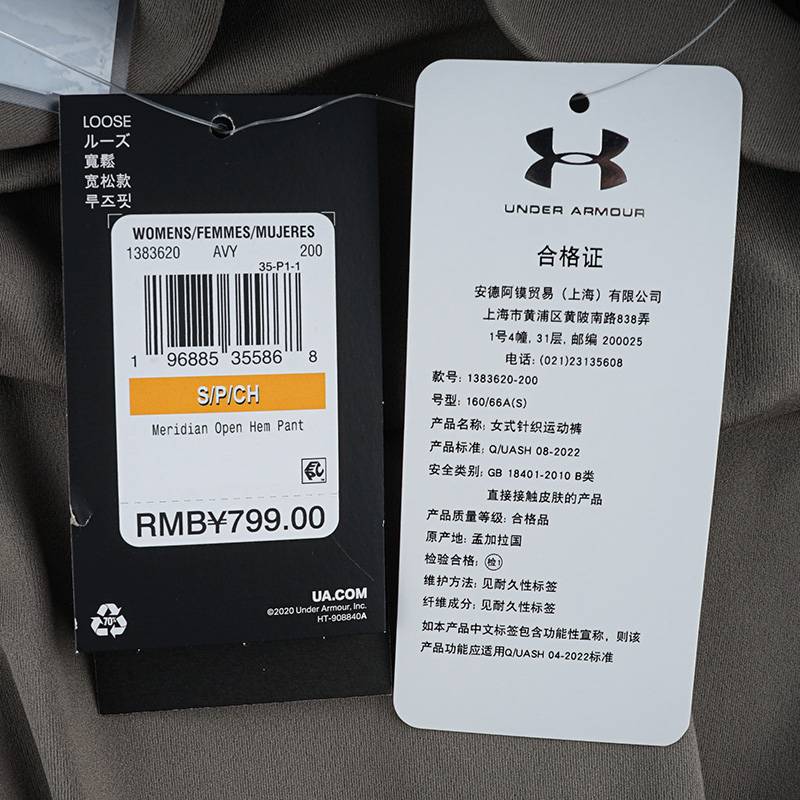 LOOSE
ルーズ
寬鬆
宽松款
루즈핏
WOMENS/FEMMES/MUJERES
1383620 AVY 200
35-P1-1
1 96885 35586 8
S/P/CH
Meridian Open Hem Pant
RMB¥799.00
UA.COM
©2020 Under Armour, Inc.
HT-908840A
70%
UNDER ARMOUR
合格证
安德阿镆贸易（上海）有限公司
上海市黄浦区黄陂南路838弄
1号4幢, 31层, 邮编 200025
电话: (021)23135608
款号: 1383620-200
号型: 160/66A(S)
产品名称: 女式针织运动裤
产品标准: Q/UASH 08-2022
安全类别: GB 18401-2010 B类
直接接触皮肤的产品
产品质量等级: 合格品
原产地: 孟加拉国
检验合格: 检1
维护方法: 见耐久性标签
纤维成分: 见耐久性标签
如本产品中文标签包含功能性宣称, 则该
产品功能应适用Q/UASH 04-2022标准